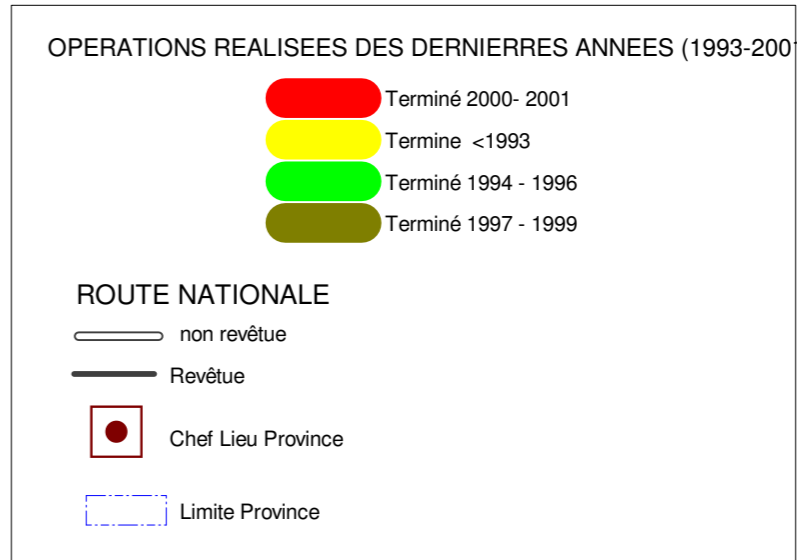 OPERATIONS REALISEES DES DERNIERRES ANNEES (1993-2001
Terminé 2000- 2001
Termine <1993
Terminé 1994 - 1996
Terminé 1997 - 1999
ROUTE NATIONALE
non revêtue
Revêtue
Chef Lieu Province
Limite Province